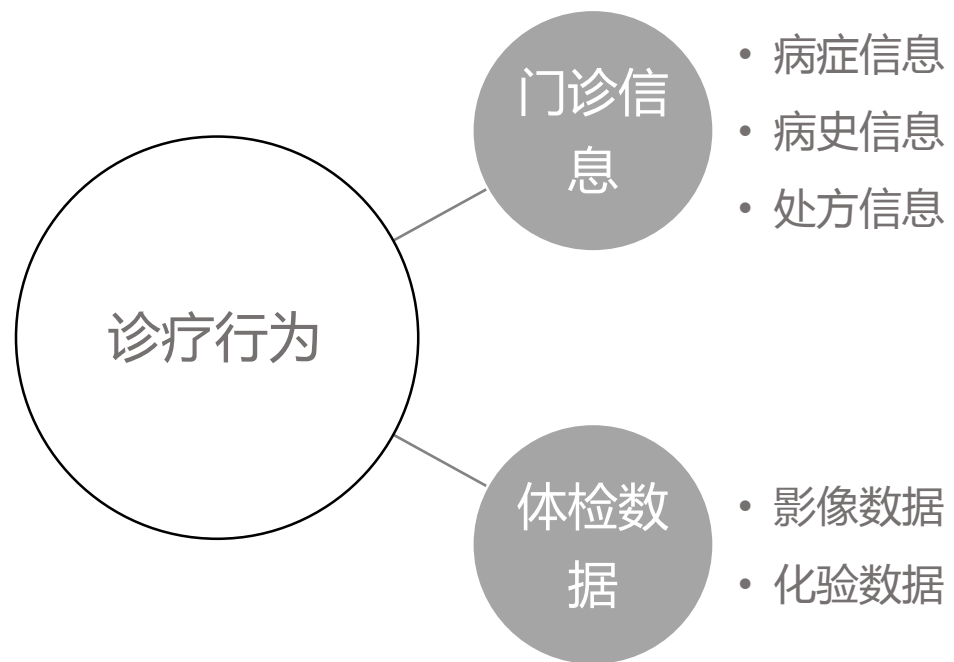 诊疗行为
门诊信
息
• 病症信息
• 病史信息
• 处方信息
体检数
据
• 影像数据
• 化验数据